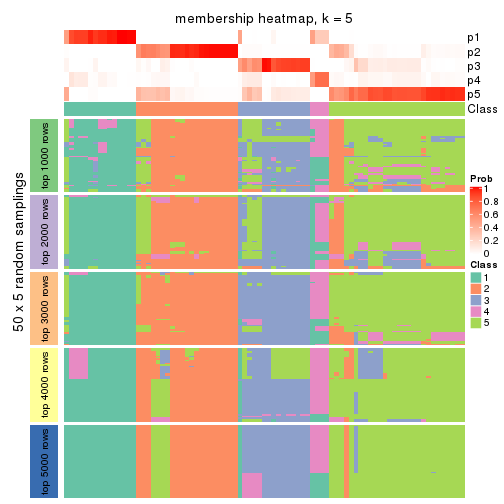 membership heatmap, k = 5
p1
p2
p3
p4
p5
Class
50 x 5 random samplings
top 1000 rows
top 2000 rows
top 3000 rows
top 4000 rows
top 5000 rows
Prob
1
0.8
0.6
0.4
0.2
0
Class
1
2
3
4
5